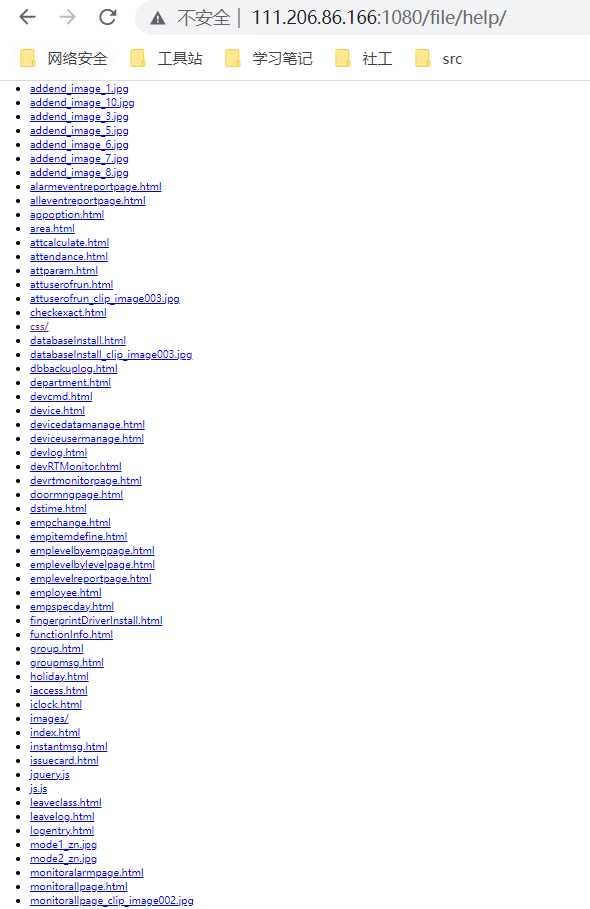 不安全 | 111.206.86.166:1080/file/help/
网络安全 工具站 学习笔记 社工 src
addend_image_1.jpg
addend_image_10.jpg
addend_image_3.jpg
addend_image_5.jpg
addend_image_6.jpg
addend_image_7.jpg
addend_image_8.jpg
alarmeventreportpage.html
alleventreportpage.html
appoption.html
area.html
attcalculate.html
attendance.html
attparam.html
attuserofrun.html
attuserofrun_clip_image003.jpg
checkexact.html
css/
databaseInstall.html
databaseInstall_clip_image003.jpg
dbbackuplog.html
department.html
devcmd.html
device.html
devicedatamanage.html
deviceusermanage.html
devlog.html
devRTMonitor.html
devrtmonitorpage.html
doormngpage.html
dstime.html
empchange.html
empitemdefine.html
emplevelbyemppage.html
emplevelbylevelpage.html
emplevelreportpage.html
employee.html
empspecday.html
fingerprintDriverInstall.html
functionInfo.html
group.html
groupmsg.html
holiday.html
iaccess.html
iclock.html
images/
index.html
instantmsg.html
issuecard.html
jquery.js
js.js
leaveclass.html
leavelog.html
logentry.html
mode1_zn.jpg
mode2_zn.jpg
monitoralarmpage.html
monitorallpage.html
monitorallpage_clip_image002.jpg